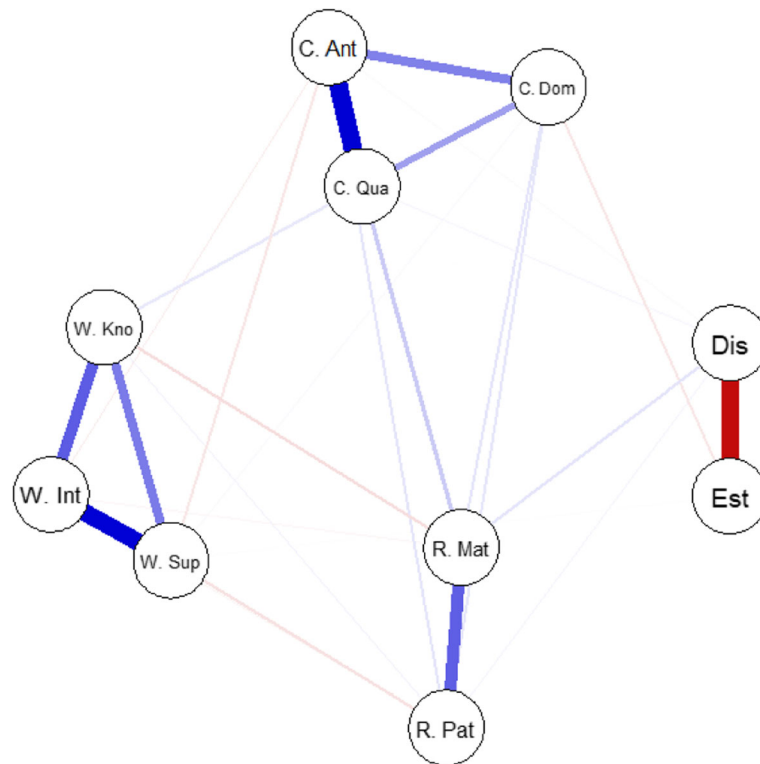 C. Ant
C. Dom
C. Qua
W. Kno
Dis
W. Int
Est
W. Sup
R. Mat
R. Pat